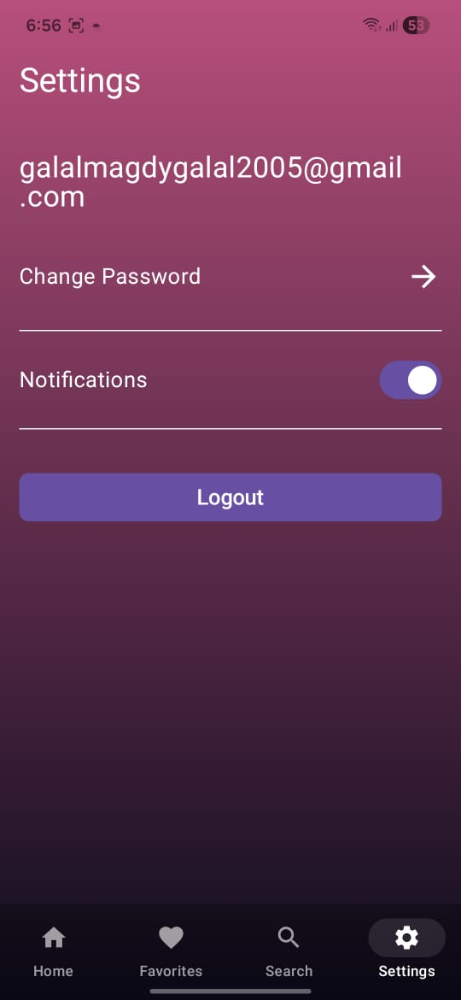 6:56
53
Settings
galalmagdygalal2005@gmail
.com
Change Password
Notifications
Logout
Home
Favorites
Search
Settings